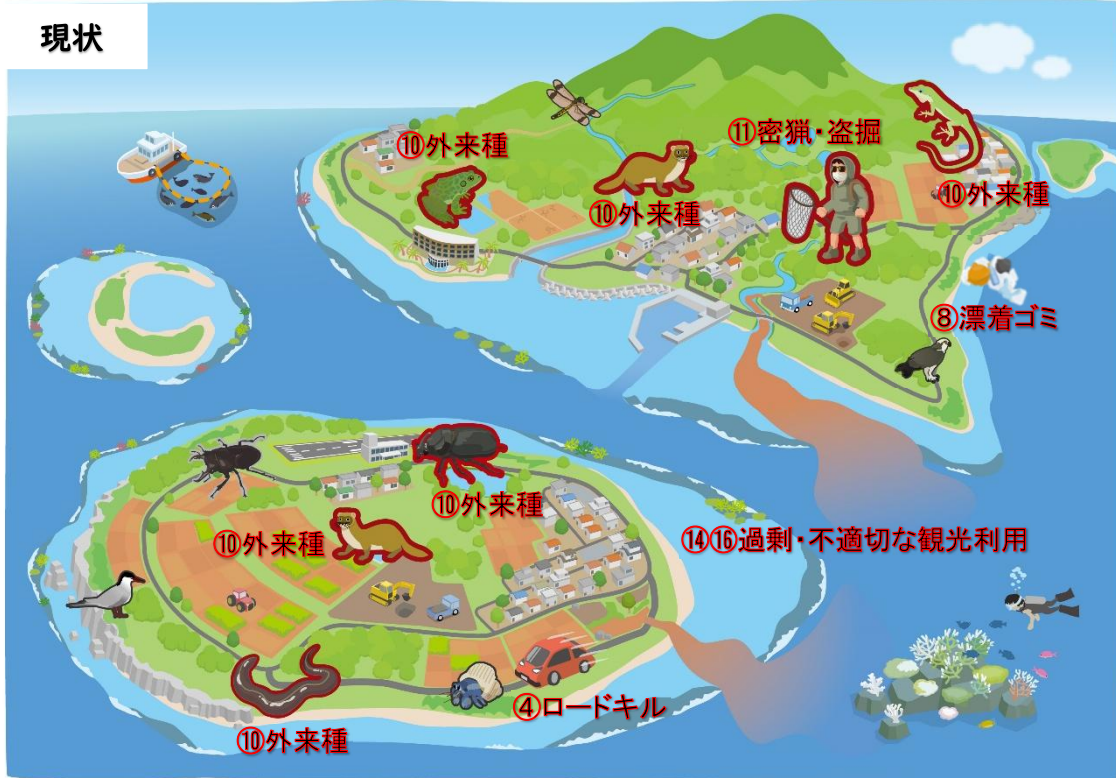 現状
⑩外来種
⑪密猟・盗掘
⑩外来種
⑩外来種
⑧漂着ゴミ
⑩外来種
⑩外来種
⑭⑯過剰・不適切な観光利用
④ロードキル
⑩外来種